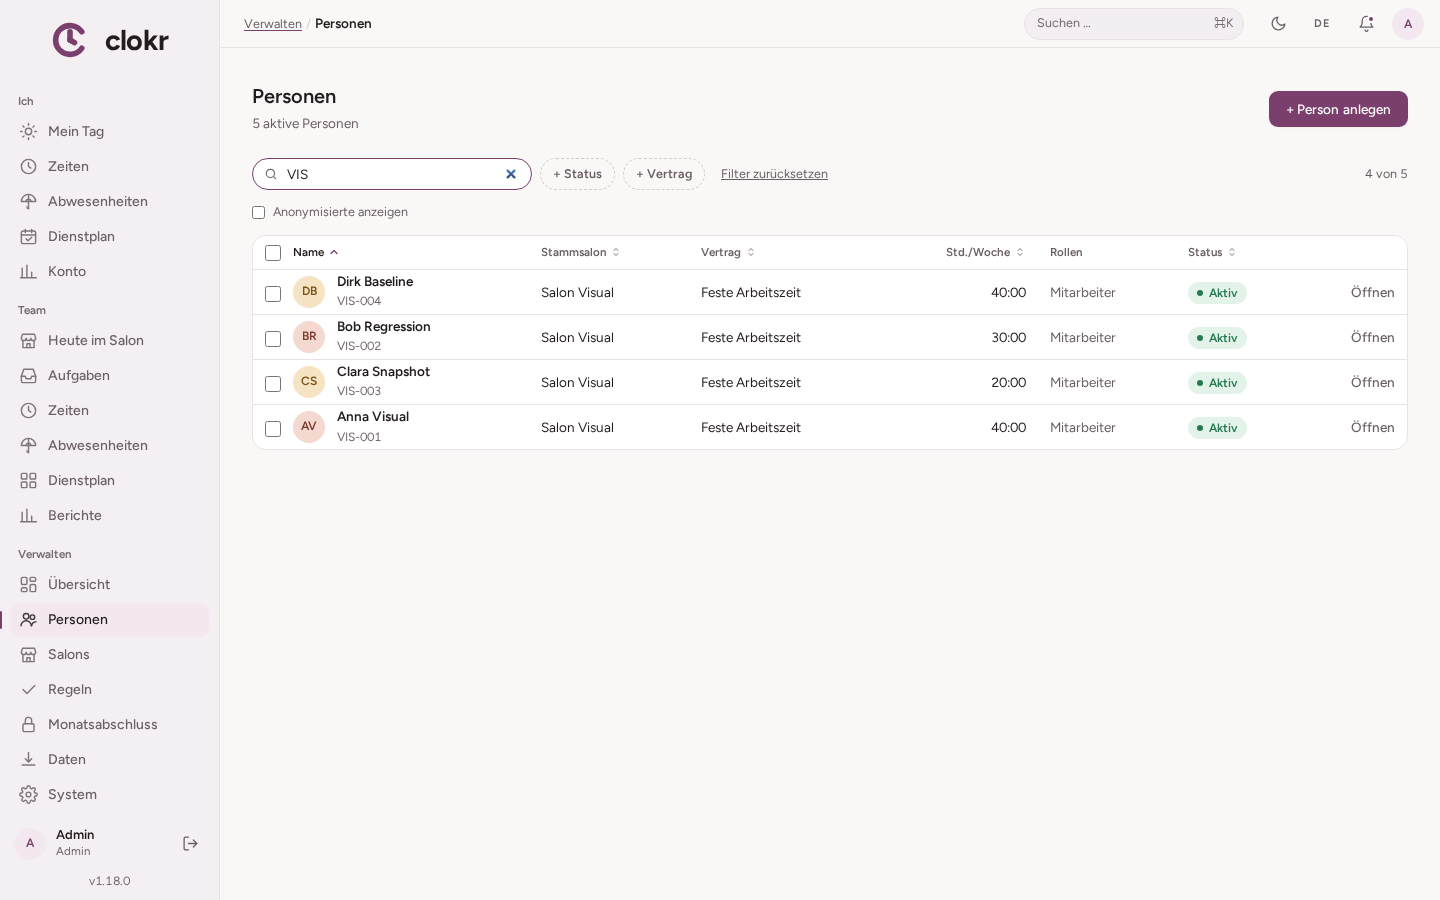 clokr
Ich
Mein Tag
Zeiten
Abwesenheiten
Dienstplan
Konto
Team
Heute im Salon
Aufgaben
Zeiten
Abwesenheiten
Dienstplan
Berichte
Verwalten
Übersicht
Personen
Salons
Regeln
Monatsabschluss
Daten
System
A
Admin
Admin
v1.18.0
Verwalten / Personen
Suchen ... ⌘K
DE
A
Personen
5 aktive Personen
+ Person anlegen
VIS
+ Status
+ Vertrag
Filter zurücksetzen
4 von 5
Anonymisierte anzeigen
Name Stammsalon Vertrag Std./Woche Rollen Status
DB Dirk Baseline
VIS-004
Salon Visual Feste Arbeitszeit 40:00 Mitarbeiter Aktiv Öffnen
BR Bob Regression
VIS-002
Salon Visual Feste Arbeitszeit 30:00 Mitarbeiter Aktiv Öffnen
CS Clara Snapshot
VIS-003
Salon Visual Feste Arbeitszeit 20:00 Mitarbeiter Aktiv Öffnen
AV Anna Visual
VIS-001
Salon Visual Feste Arbeitszeit 40:00 Mitarbeiter Aktiv Öffnen